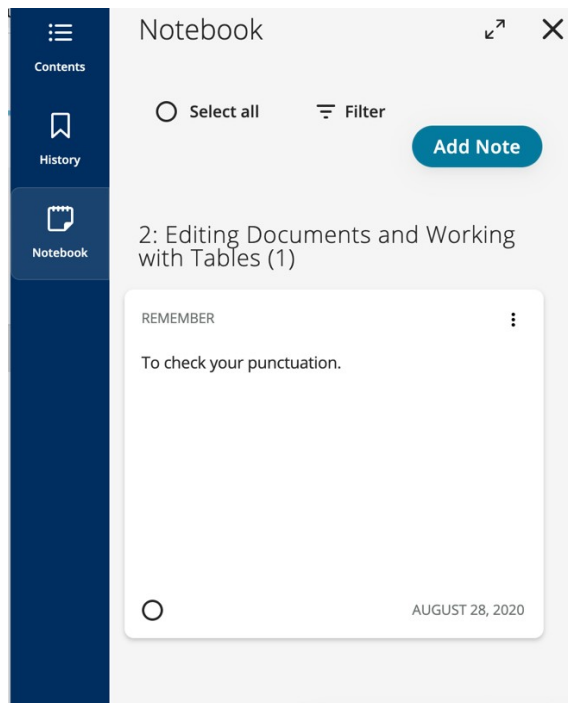 Contents
History
Notebook
Notebook
Select all
Filter
Add Note
2: Editing Documents and Working
with Tables (1)
REMEMBER
To check your punctuation.
AUGUST 28, 2020